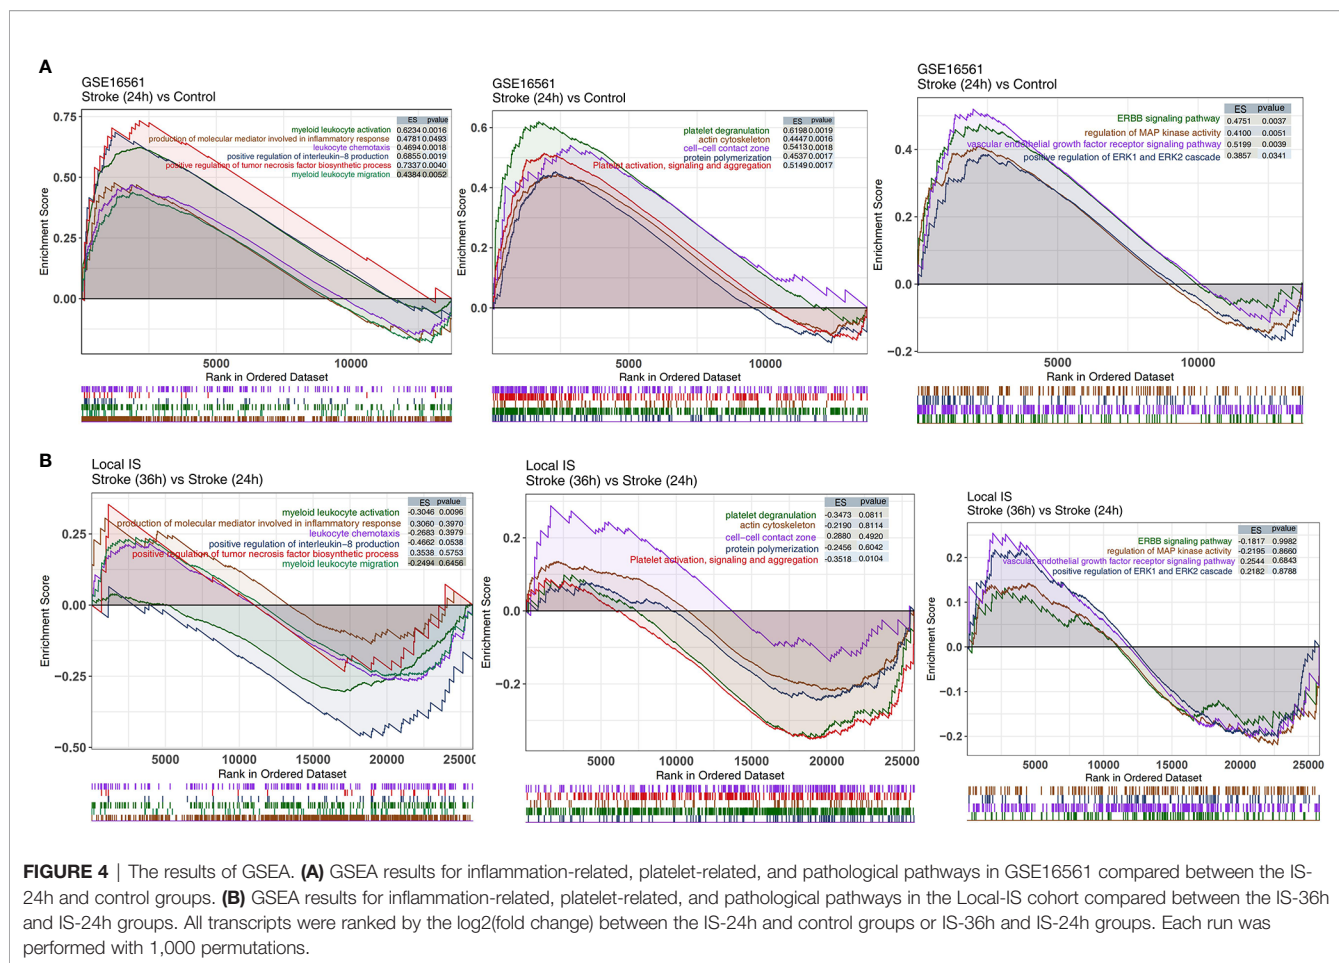 A
GSE16561
Stroke (24h) vs Control
ES pvalue
myeloid leukocyte activation 0.6234 0.0016
production of molecular mediator involved in inflammatory response 0.4781 0.0493
leukocyte chemotaxis 0.4694 0.0018
positive regulation of interleukin−8 production 0.6855 0.0019
positive regulation of tumor necrosis factor biosynthetic process 0.7337 0.0040
myeloid leukocyte migration 0.4384 0.0052
Enrichment Score
0.75
0.50
0.25
0.00
5000 10000
Rank in Ordered Dataset
GSE16561
Stroke (24h) vs Control
ES pvalue
platelet degranulation 0.6198 0.0019
actin cytoskeleton 0.4447 0.0016
cell−cell contact zone 0.5413 0.0018
protein polymerization 0.4537 0.0017
Platelet activation, signaling and aggregation 0.5149 0.0017
Enrichment Score
0.6
0.4
0.2
0.0
5000 10000
Rank in Ordered Dataset
GSE16561
Stroke (24h) vs Control
ES pvalue
ERBB signaling pathway 0.4751 0.0037
regulation of MAP kinase activity 0.4100 0.0051
vascular endothelial growth factor receptor signaling pathway 0.5199 0.0039
positive regulation of ERK1 and ERK2 cascade 0.3857 0.0341
Enrichment Score
0.4
0.2
0.0
−0.2
5000 10000
Rank in Ordered Dataset
B
Local IS
Stroke (36h) vs Stroke (24h)
ES pvalue
myeloid leukocyte activation −0.3046 0.0096
production of molecular mediator involved in inflammatory response 0.3060 0.3970
leukocyte chemotaxis −0.2683 0.3979
positive regulation of interleukin−8 production −0.4662 0.0538
positive regulation of tumor necrosis factor biosynthetic process 0.3538 0.5753
myeloid leukocyte migration −0.2494 0.6456
Enrichment Score
0.25
0.00
−0.25
−0.50
5000 10000 15000 20000 25000
Rank in Ordered Dataset
Local IS
Stroke (36h) vs Stroke (24h)
ES pvalue
platelet degranulation −0.3473 0.0811
actin cytoskeleton −0.2190 0.8114
cell−cell contact zone 0.2880 0.4920
protein polymerization −0.2456 0.6042
Platelet activation, signaling and aggregation −0.3518 0.0104
Enrichment Score
0.2
0.0
−0.2
5000 10000 15000 20000 25000
Rank in Ordered Dataset
Local IS
Stroke (36h) vs Stroke (24h)
ES pvalue
ERBB signaling pathway −0.1817 0.9982
regulation of MAP kinase activity −0.2195 0.8660
vascular endothelial growth factor receptor signaling pathway 0.2544 0.6843
positive regulation of ERK1 and ERK2 cascade 0.2182 0.8788
Enrichment Score
0.2
0.1
0.0
−0.1
−0.2
5000 10000 15000 20000 25000
Rank in Ordered Dataset
FIGURE 4 | The results of GSEA. (A) GSEA results for inflammation-related, platelet-related, and pathological pathways in GSE16561 compared between the IS-
24h and control groups. (B) GSEA results for inflammation-related, platelet-related, and pathological pathways in the Local-IS cohort compared between the IS-36h
and IS-24h groups. All transcripts were ranked by the log2(fold change) between the IS-24h and control groups or IS-36h and IS-24h groups. Each run was
performed with 1,000 permutations.